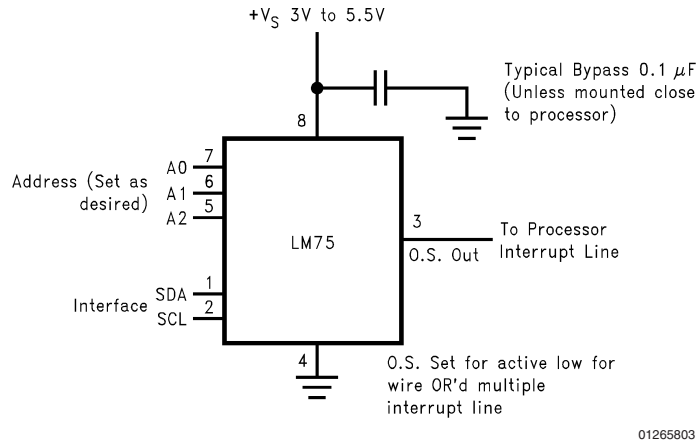 +VS 3V to 5.5V
Typical Bypass 0.1 μF
(Unless mounted close
to processor)
8
Address (Set as
desired)
A0 7
A1 6
A2 5
LM75
3
O.S. Out
To Processor
Interrupt Line
Interface
SDA 1
SCL 2
4
O.S. Set for active low for
wire OR'd multiple
interrupt line
01265803